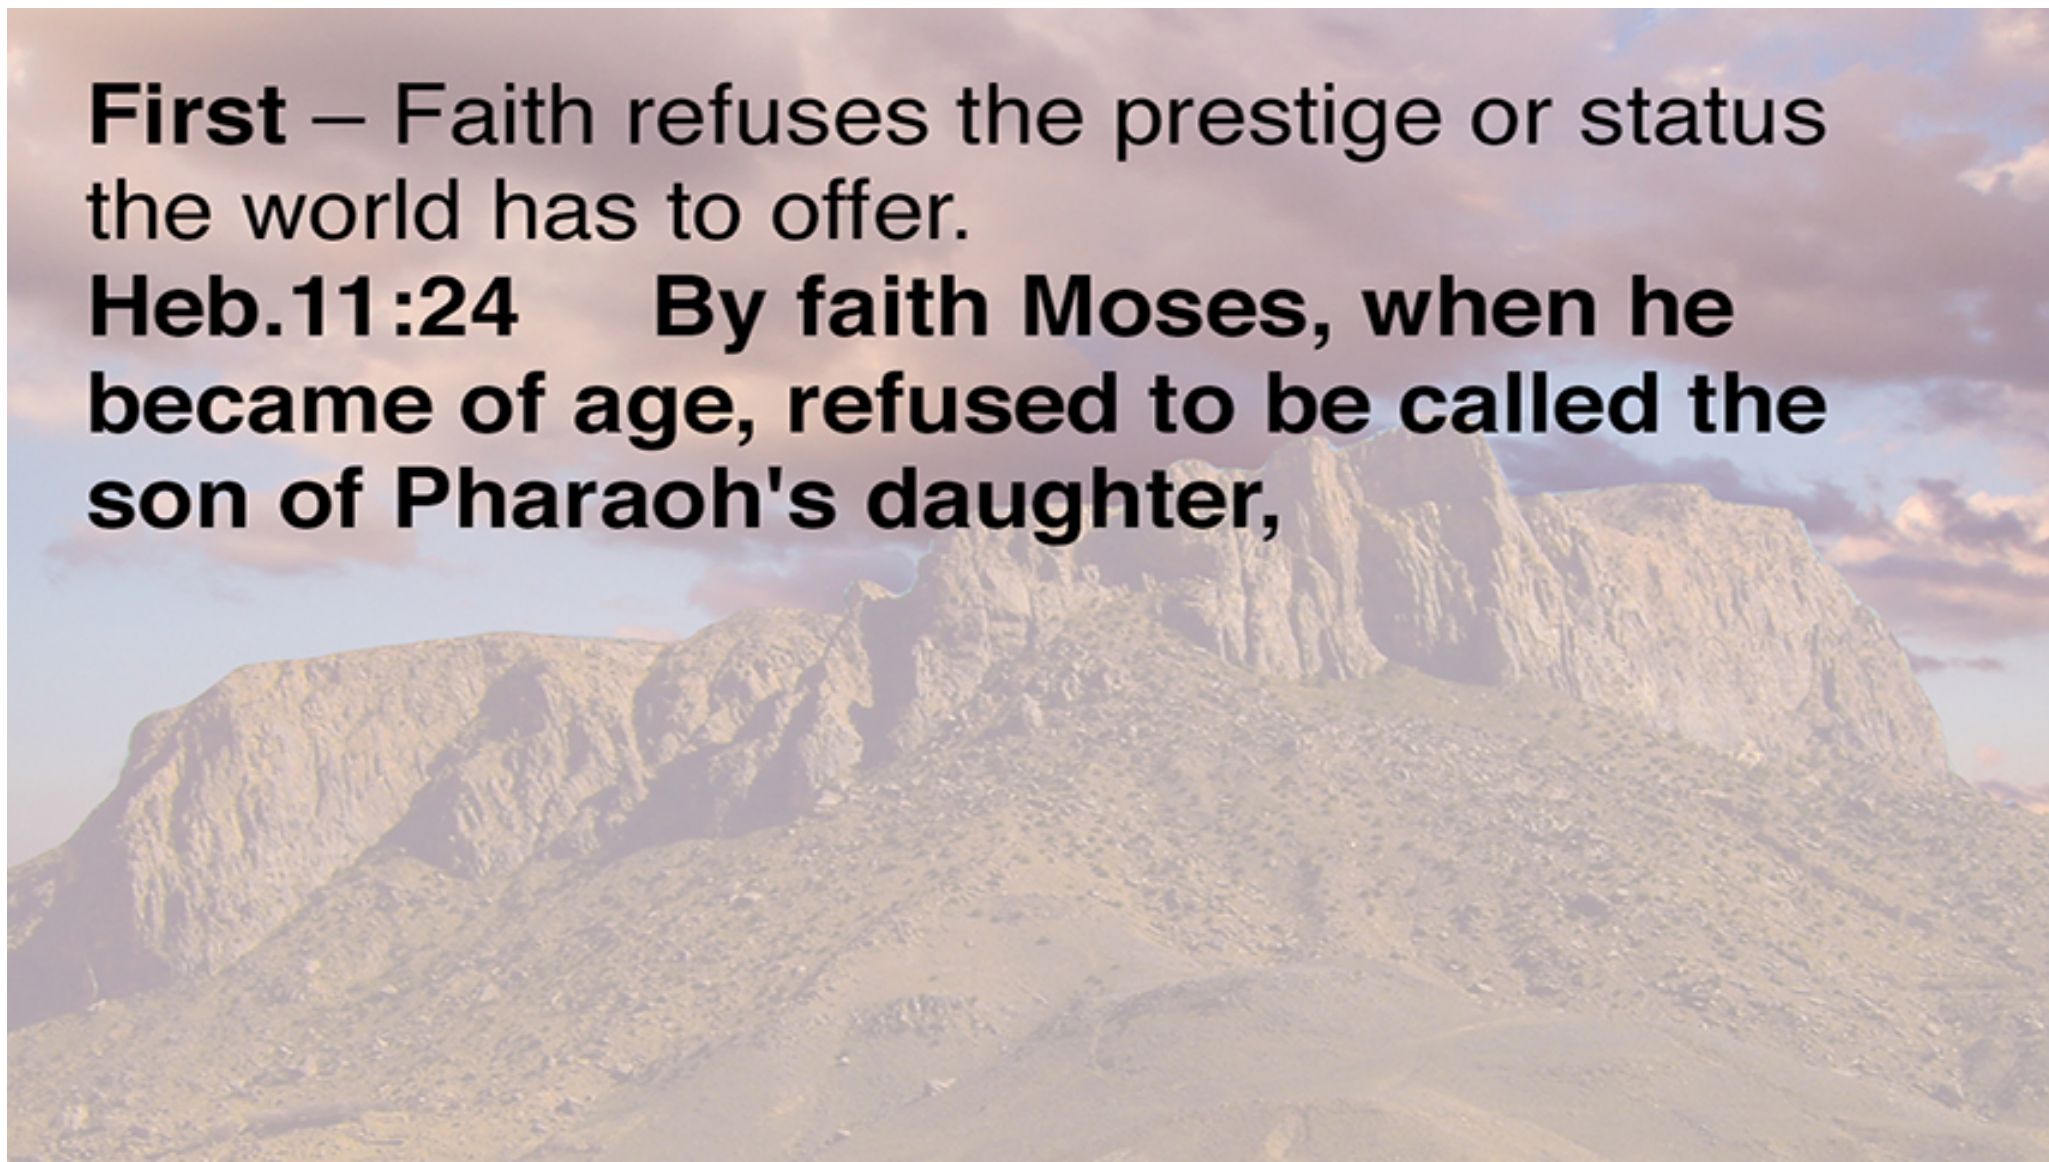 First – Faith refuses the prestige or status
the world has to offer.
Heb.11:24 By faith Moses, when he
became of age, refused to be called the
son of Pharaoh's daughter,